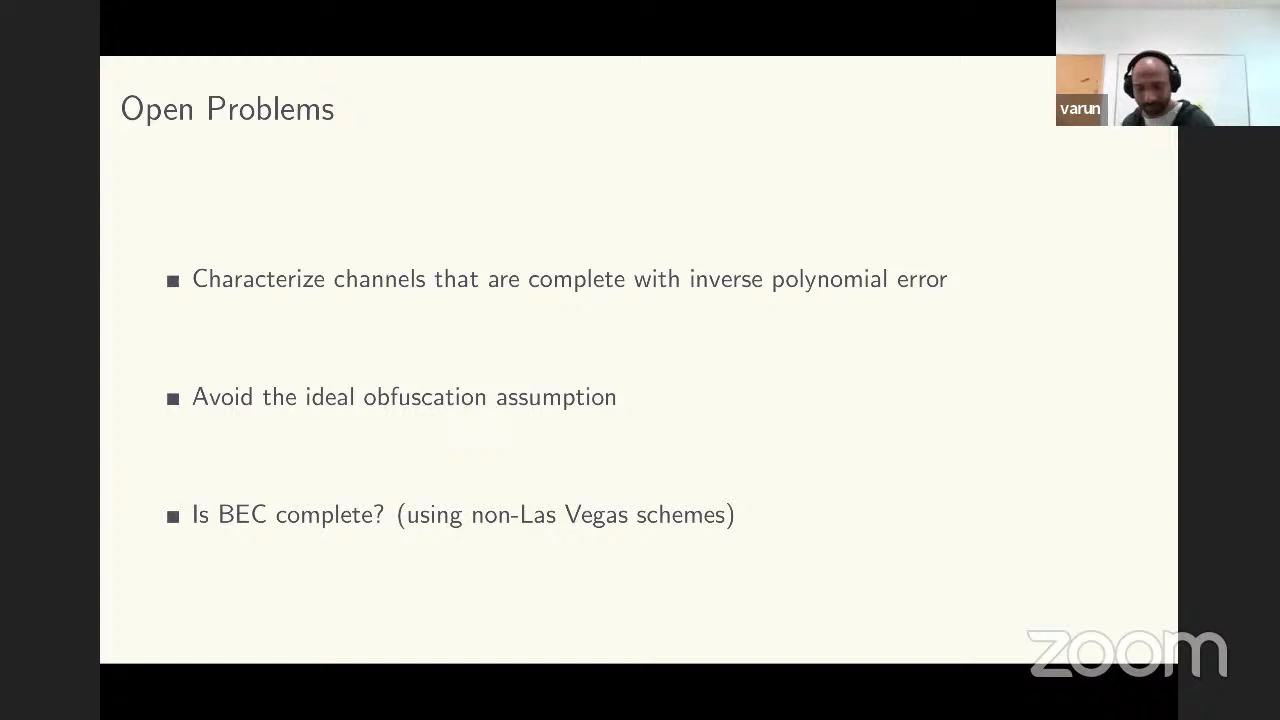 Open Problems
varun
■ Characterize channels that are complete with inverse polynomial error
■ Avoid the ideal obfuscation assumption
■ Is BEC complete? (using non-Las Vegas schemes)
zoom